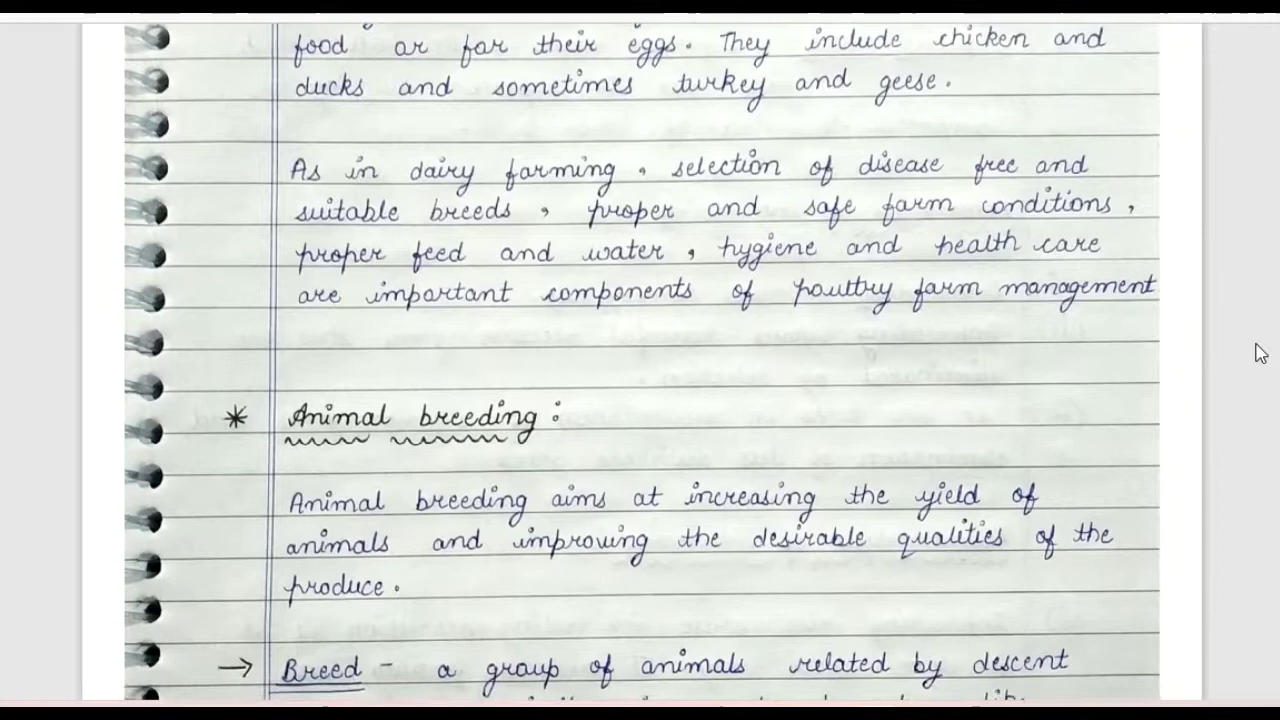 food or for their eggs. They include chicken and
ducks and sometimes turkey and geese.
As in dairy farming, selection of disease free and
suitable breeds, proper and safe farm conditions,
proper feed and water, hygiene and health care
are important components of poultry farm management
* Animal breeding :
Animal breeding aims at increasing the yield of
animals and improving the desirable qualities of the
produce.
→ Breed - a group of animals related by descent